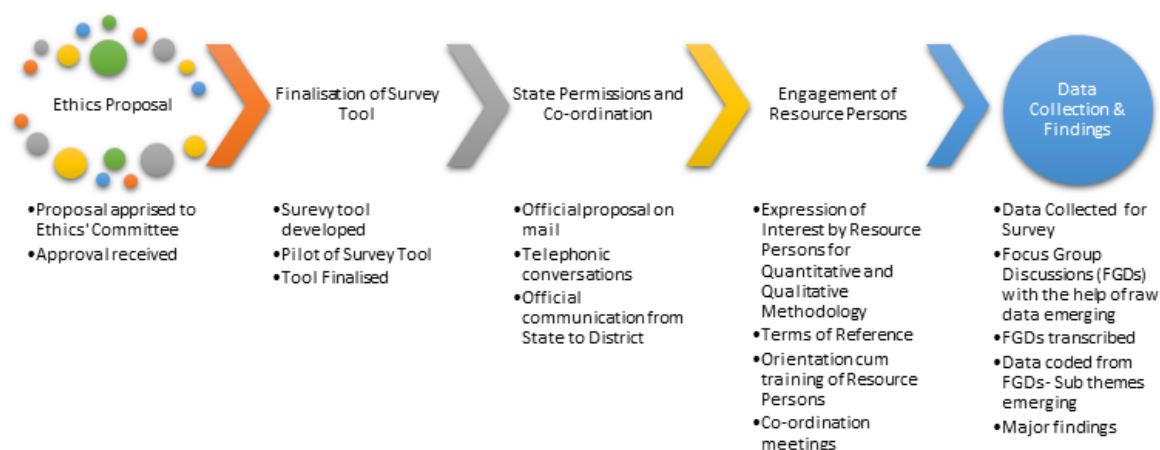 Ethics Proposal
Finalisation of Survey
Tool
State Permissions and
Co-ordination
Engagement of
Resource Persons
Data
Collection &
Findings
•Proposal apprised to
Ethics' Committee
•Approval received
•Surevy tool
developed
•Pilot of Survey Tool
•Tool Finalised
•Official proposal on
mail
•Telephonic
conversations
•Official
communication from
State to District
•Expression of
Interest by Resource
Persons for
Quantitative and
Qualitative
Methodology
•Terms of Reference
•Orientation cum
training of Resource
Persons
•Co-ordination
meetings
•Data Collected for
Survey
•Focus Group
Discussions (FGDs)
with the help of raw
data emerging
•FGDs transcribed
•Data coded from
FGDs- Sub themes
emerging
•Major findings